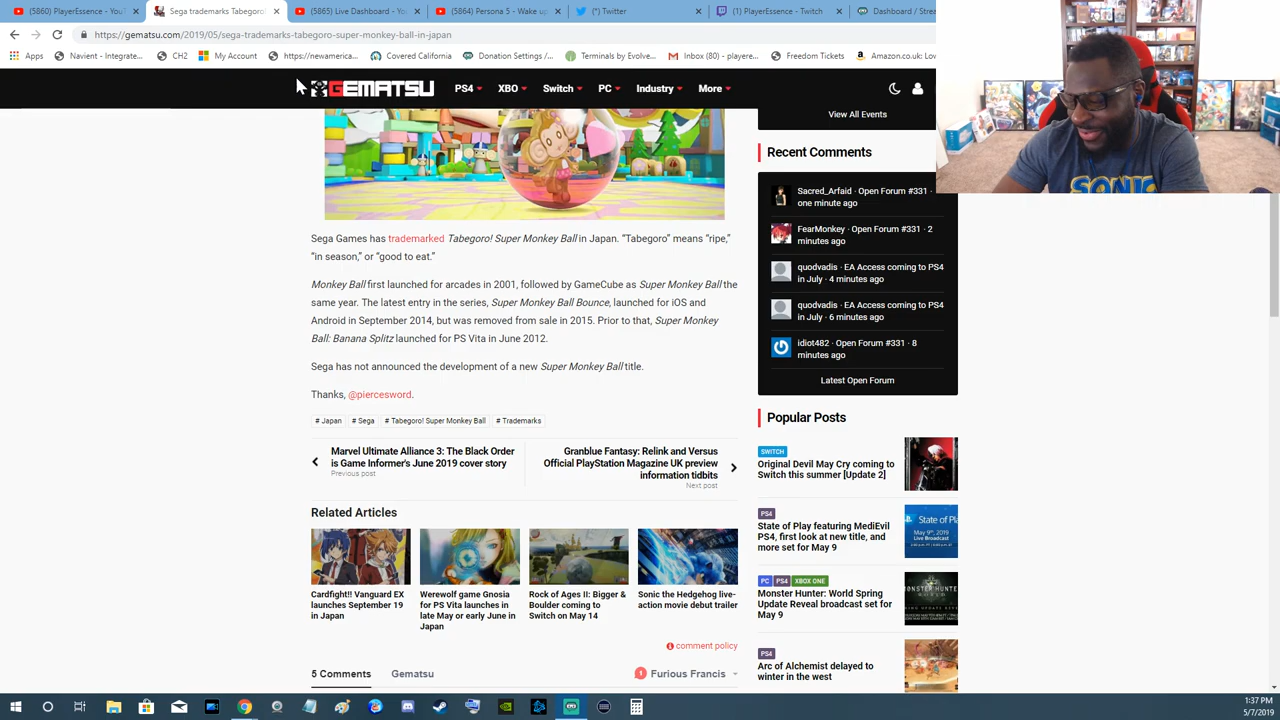 (5860) PlayerEssence - YouT
Sega trademarks Tabegoro!
(5865) Live Dashboard - Yo
(5864) Persona 5 - Wake up
(5) Twitter
PlayerEssence - Twitch
Dashboard / Strea
https://gematsu.com/2019/05/sega-trademarks-tabegoro-super-monkey-ball-in-japan
Apps
Navient - Integrate...
CH2
Marketplace
https://newamerica...
Covered California
Donation Settings /...
Terminals by Evolve...
Inbox (80) - playere...
Freedom Tickets
Amazon.co.uk: Low
GEMATSU
PS4
XBO
Switch
PC
Industry
More
View All Events
Recent Comments
Sacred_Arfaid · Open Forum #331 ·
one minute ago
FearMonkey · Open Forum #331 · 2
minutes ago
quodvadis · EA Access coming to PS4
in July · 4 minutes ago
quodvadis · EA Access coming to PS4
in July · 6 minutes ago
idiot482 · Open Forum #331 · 8
minutes ago
Latest Open Forum
Sega Games has trademarked Tabegoro! Super Monkey Ball in Japan. “Tabegoro” means “ripe,”
“in season,” or “good to eat.”
Monkey Ball first launched for arcades in 2001, followed by GameCube as Super Monkey Ball the
same year. The latest entry in the series, Super Monkey Ball Bounce, launched for iOS and
Android in September 2014, but was removed from sale in 2015. Prior to that, Super Monkey
Ball: Banana Splitz launched for PS Vita in June 2012.
Sega has not announced the development of a new Super Monkey Ball title.
Thanks, @piercesword.
# Japan
# Sega
# Tabegoro! Super Monkey Ball
# Trademarks
Marvel Ultimate Alliance 3: The Black Order
is Game Informer's June 2019 cover story
Previous post
Granblue Fantasy: Relink and Versus
Official PlayStation Magazine UK preview
information tidbits
Next post
Related Articles
Cardfight!! Vanguard EX
launches September 19
in Japan
Werewolf game Gnosia
for PS Vita launches in
late May or early June in
Japan
Rock of Ages II: Bigger &
Boulder coming to
Switch on May 14
Sonic the Hedgehog live-
action movie debut trailer
comment policy
5 Comments
Gematsu
1
Furious Francis
Popular Posts
SWITCH
Original Devil May Cry coming to
Switch this summer [Update 2]
PS4
State of Play featuring MediEvil
PS4, first look at new title, and
more set for May 9
State of Pl
May 9th, 2019
Live Broadcast
PC PS4 XBOX ONE
Monster Hunter: World Spring
Update Reveal broadcast set for
May 9
PS4
Arc of Alchemist delayed to
winter in the west
SONIC
1:37 PM
5/7/2019